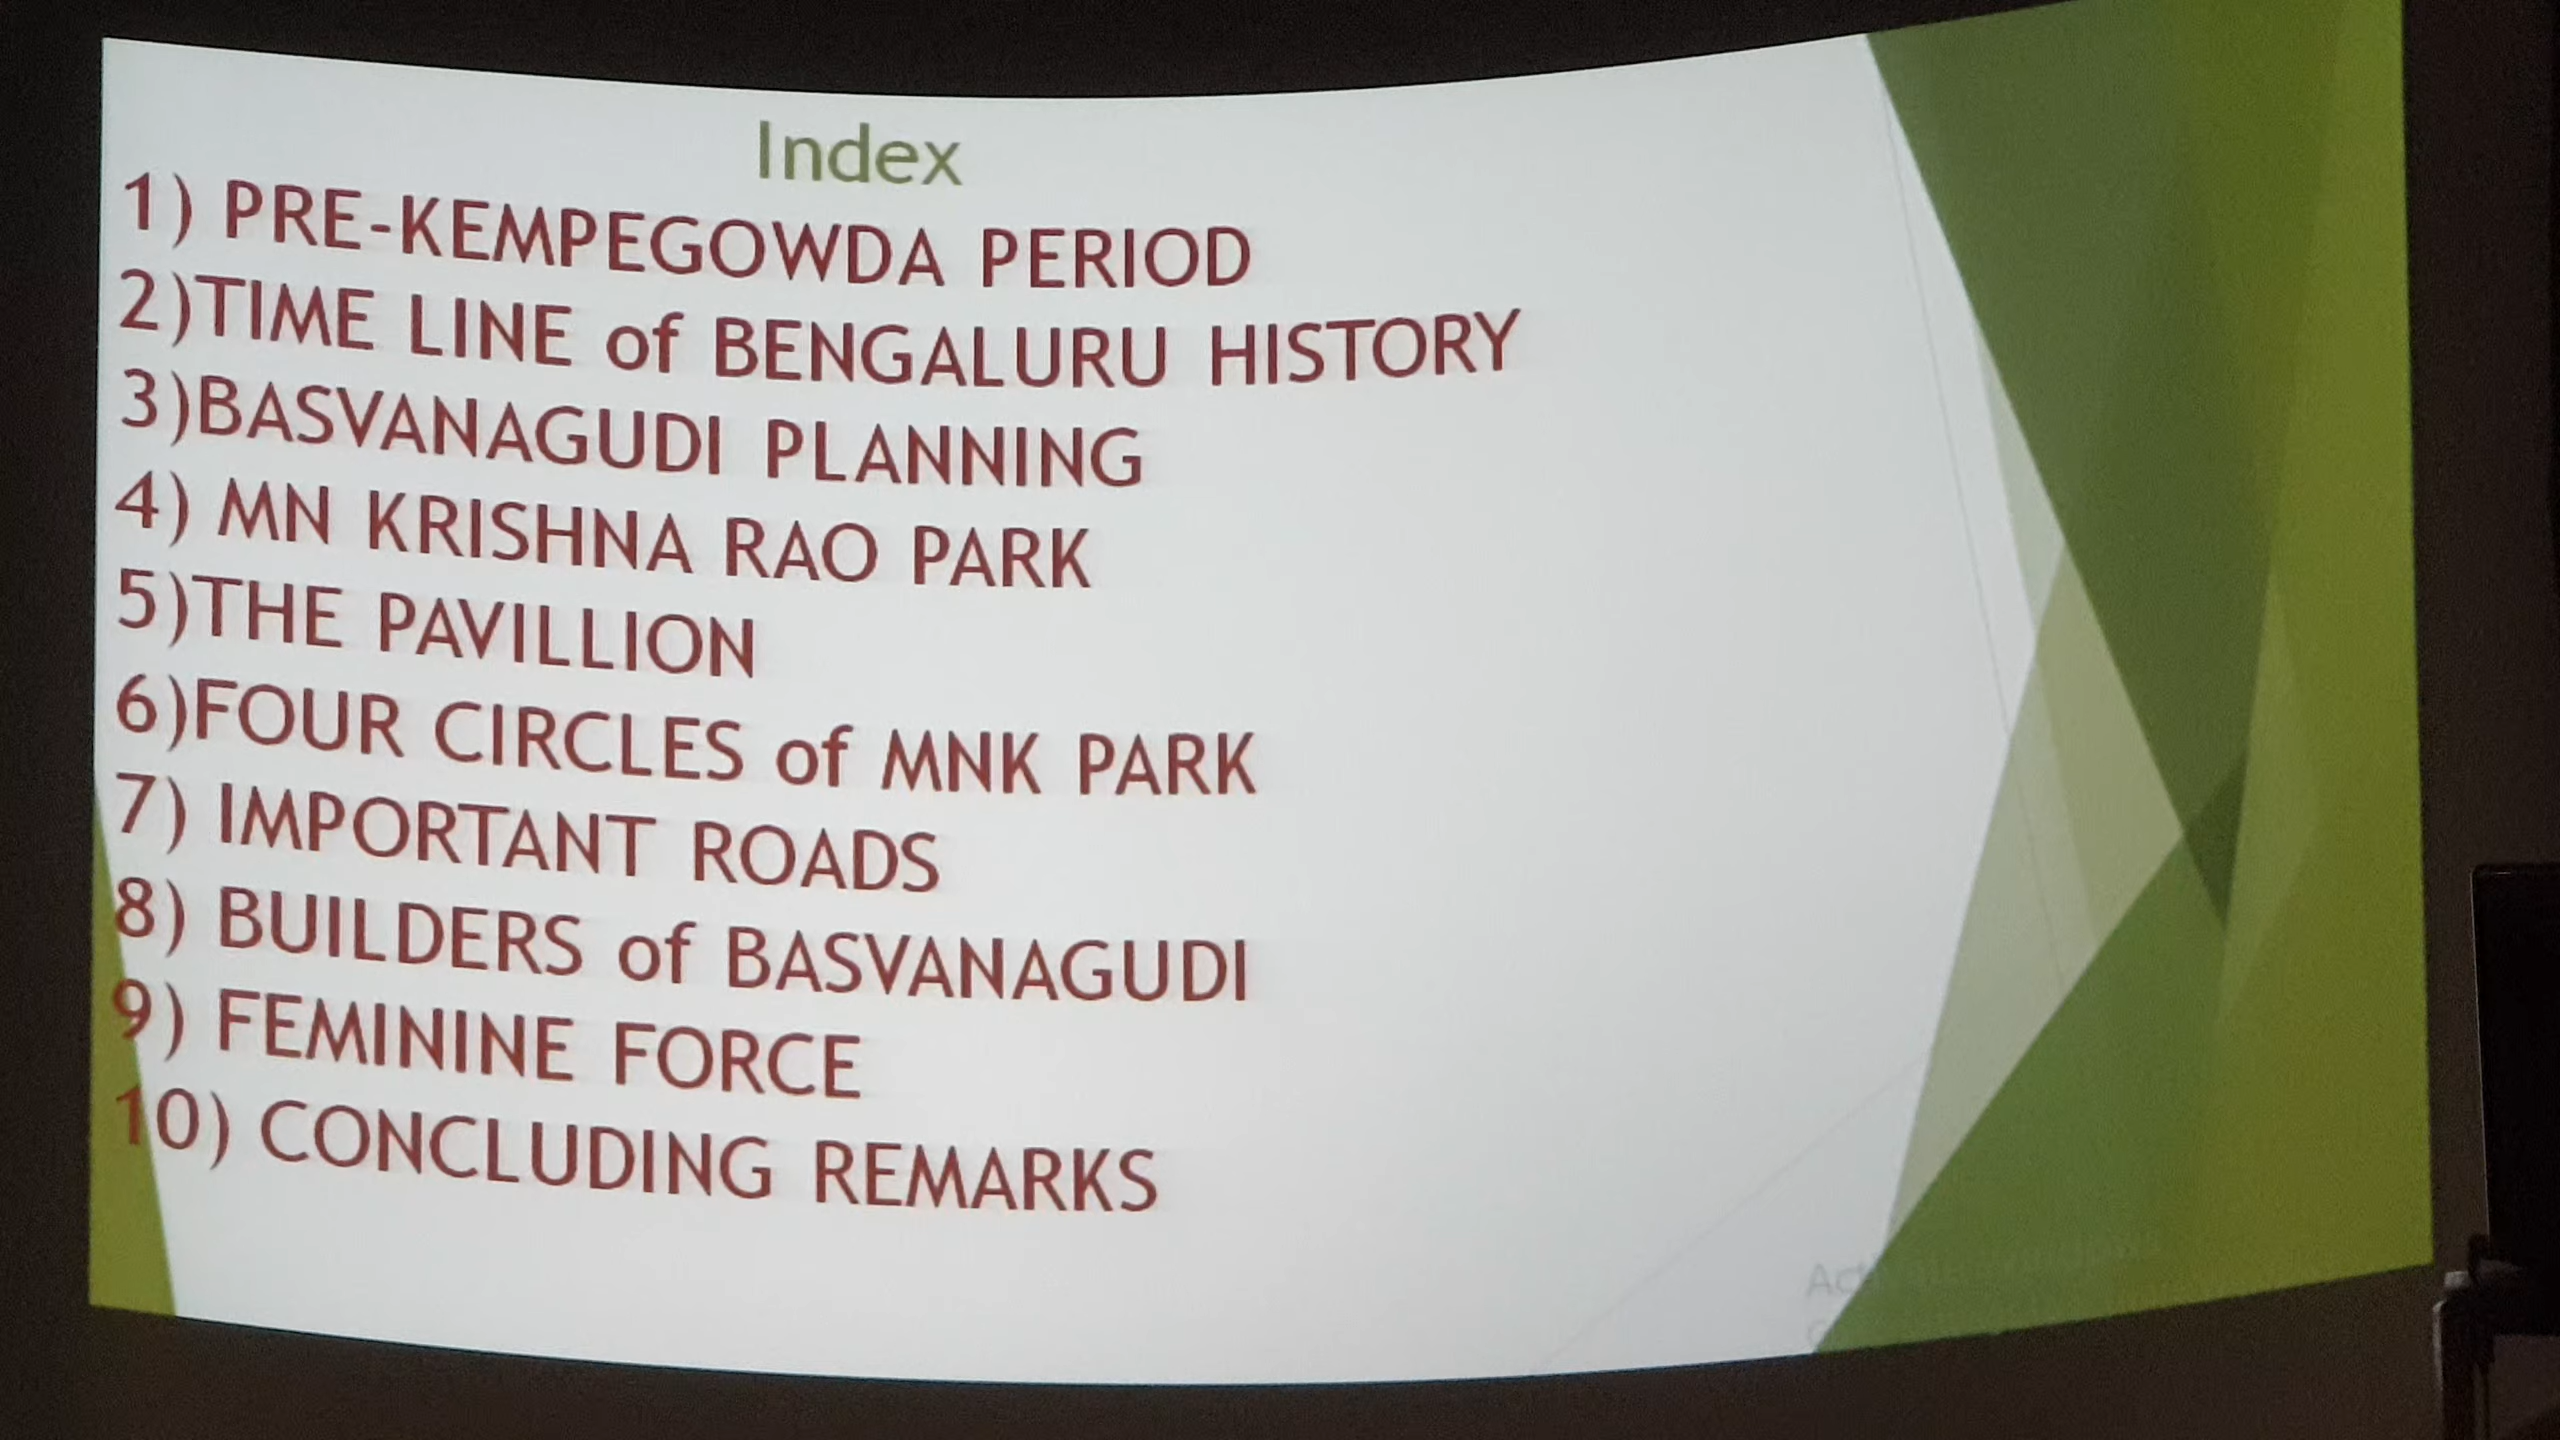 Index
1) PRE-KEMPEGOWDA PERIOD
2)TIME LINE of BENGALURU HISTORY
3)BASVANAGUDI PLANNING
4) MN KRISHNA RAO PARK
5)THE PAVILLION
6)FOUR CIRCLES of MNK PARK
7) IMPORTANT ROADS
8) BUILDERS of BASVANAGUDI
9) FEMININE FORCE
10) CONCLUDING REMARKS